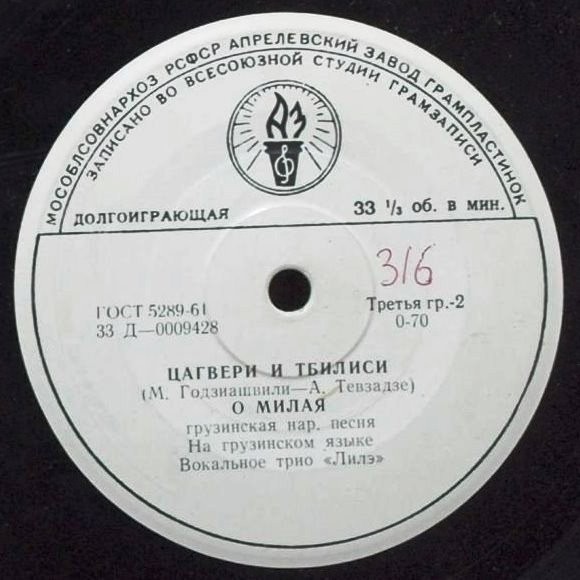 МОСОБЛСОВНАРХОЗ РСФСР АПРЕЛЕВСКИЙ ЗАВОД ГРАМПЛАСТИНОК
ЗАПИСАНО ВО ВСЕСОЮЗНОЙ СТУДИИ ГРАМЗАПИСИ
АЗ
ДОЛГОИГРАЮЩАЯ
33 1/3 об. в мин.
316
ГОСТ 5289-61
33 Д—0009428
Третья гр.-2
0-70
ЦАГВЕРИ И ТБИЛИСИ
(М. Годзиашвили—А. Тевзадзе)
О МИЛАЯ
грузинская нар. песня
На грузинском языке
Вокальное трио «Лилэ»